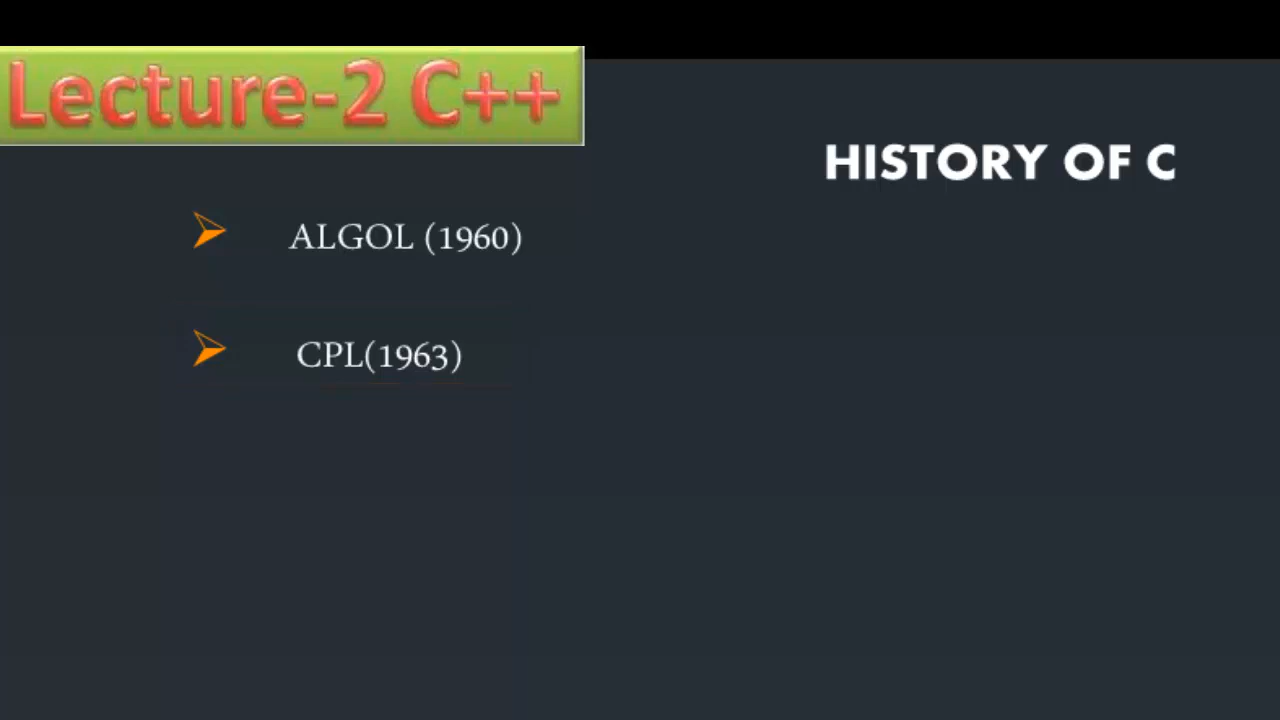 Lecture-2 C++
HISTORY OF C
ALGOL (1960)
CPL(1963)